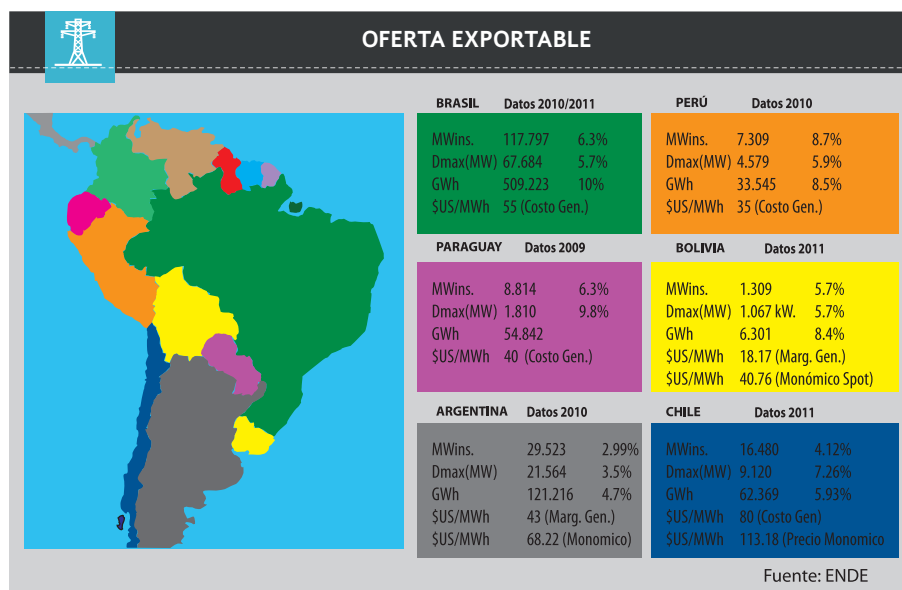 OFERTA EXPORTABLE
BRASIL Datos 2010/2011
MWins. 117.797 6.3%
Dmax(MW) 67.684 5.7%
GWh 509.223 10%
$US/MWh 55 (Costo Gen.)
PERÚ Datos 2010
MWins. 7.309 8.7%
Dmax(MW) 4.579 5.9%
GWh 33.545 8.5%
$US/MWh 35 (Costo Gen.)
PARAGUAY Datos 2009
MWins. 8.814 6.3%
Dmax(MW) 1.810 9.8%
GWh 54.842
$US/MWh 40 (Costo Gen.)
BOLIVIA Datos 2011
MWins. 1.309 5.7%
Dmax(MW) 1.067 kW. 5.7%
GWh 6.301 8.4%
$US/MWh 18.17 (Marg. Gen.)
$US/MWh 40.76 (Monómico Spot)
ARGENTINA Datos 2010
MWins. 29.523 2.99%
Dmax(MW) 21.564 3.5%
GWh 121.216 4.7%
$US/MWh 43 (Marg. Gen.)
$US/MWh 68.22 (Monomico)
CHILE Datos 2011
MWins. 16.480 4.12%
Dmax(MW) 9.120 7.26%
GWh 62.369 5.93%
$US/MWh 80 (Costo Gen)
$US/MWh 113.18 (Precio Monomico
Fuente: ENDE